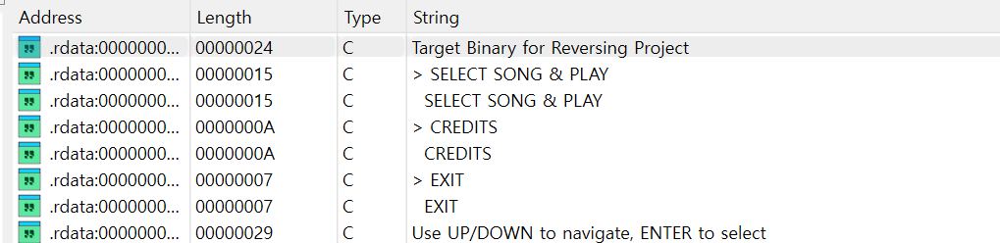 Address Length Type String
.rdata:0000000... 00000024 C Target Binary for Reversing Project
.rdata:0000000... 00000015 C > SELECT SONG & PLAY
.rdata:0000000... 00000015 C SELECT SONG & PLAY
.rdata:0000000... 0000000A C > CREDITS
.rdata:0000000... 0000000A C CREDITS
.rdata:0000000... 00000007 C > EXIT
.rdata:0000000... 00000007 C EXIT
.rdata:0000000... 00000029 C Use UP/DOWN to navigate, ENTER to select